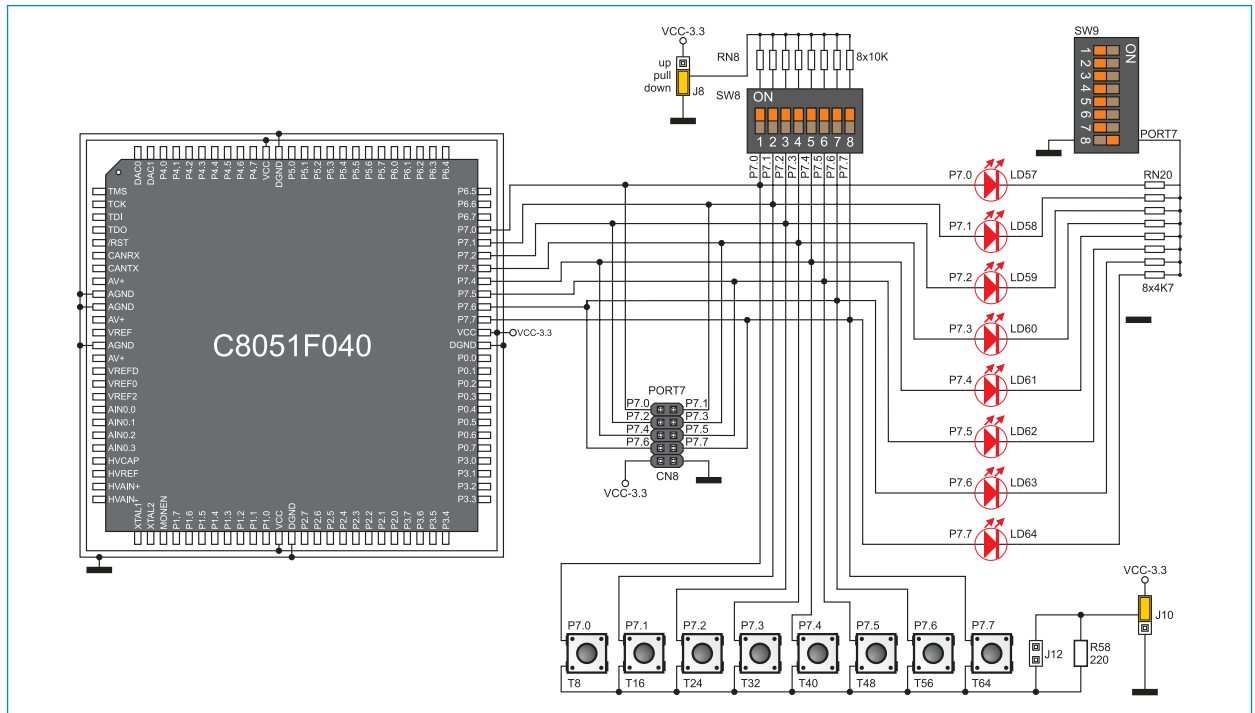 VCC-3.3
up
pull
down
J8
RN8
8x10K
SW8
ON
1 2 3 4 5 6 7 8
P7.0
P7.1
P7.2
P7.3
P7.4
P7.5
P7.6
P7.7
SW9
ON
1
2
3
4
5
6
7
8
PORT7
DAC0
DAC1
P4.0
P4.1
P4.2
P4.3
P4.4
P4.5
P4.6
P4.7
VCC
DGND
P5.0
P5.1
P5.2
P5.3
P5.4
P5.5
P5.6
P5.7
P6.0
P6.1
P6.2
P6.3
P6.4
TMS
TCK
TDI
TDO
/RST
CANRX
CANTX
AV+
AGND
AGND
AV+
VREF
AGND
AV+
VREFD
VREF0
VREF2
AIN0.0
AIN0.1
AIN0.2
AIN0.3
HVCAP
HVREF
HVAIN+
HVAIN-
C8051F040
P6.5
P6.6
P6.7
P7.0
P7.1
P7.2
P7.3
P7.4
P7.5
P7.6
P7.7
VCC
DGND
P0.0
P0.1
P0.2
P0.3
P0.4
P0.5
P0.6
P0.7
P3.0
P3.1
P3.2
P3.3
VCC-3.3
XTAL1
XTAL2
MONEN
P1.7
P1.6
P1.5
P1.4
P1.3
P1.2
P1.1
P1.0
VCC
DGND
P2.7
P2.6
P2.5
P2.4
P2.3
P2.2
P2.1
P2.0
P3.7
P3.6
P3.5
P3.4
PORT7
P7.0 P7.1
P7.2 P7.3
P7.4 P7.5
P7.6 P7.7
CN8
VCC-3.3
P7.0 LD57
P7.1 LD58
P7.2 LD59
P7.3 LD60
P7.4 LD61
P7.5 LD62
P7.6 LD63
P7.7 LD64
RN20
8x4K7
P7.0 P7.1 P7.2 P7.3 P7.4 P7.5 P7.6 P7.7
T8 T16 T24 T32 T40 T48 T56 T64
J12
R58
220
VCC-3.3
J10